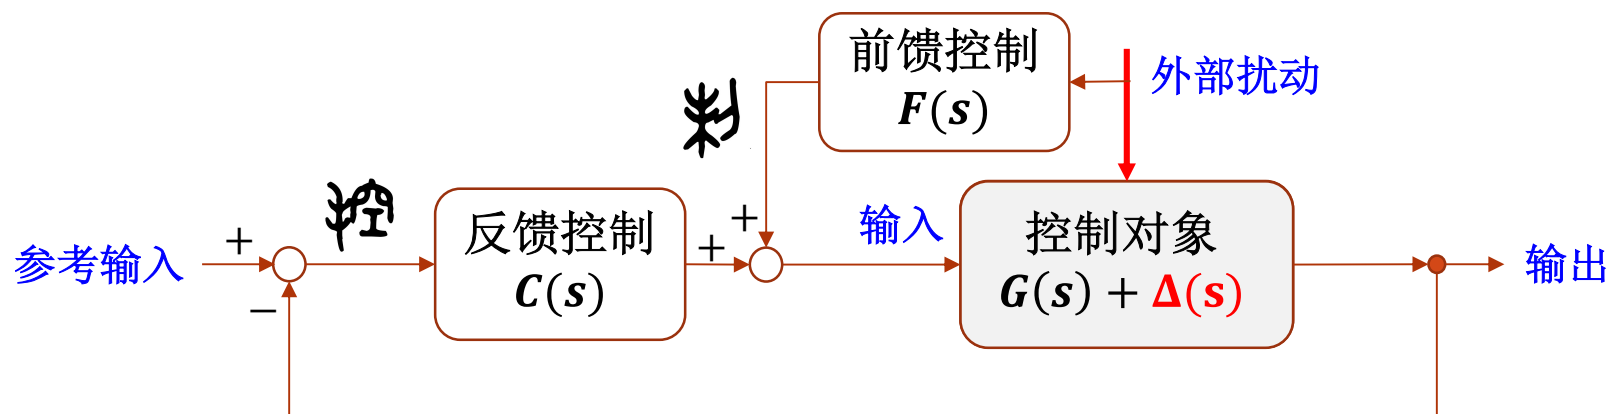 前馈控制
F(s)
外部扰动
控
反馈控制
C(s)
+
+
输入
控制对象
G(s) + Δ(s)
参考输入
+
−
输出